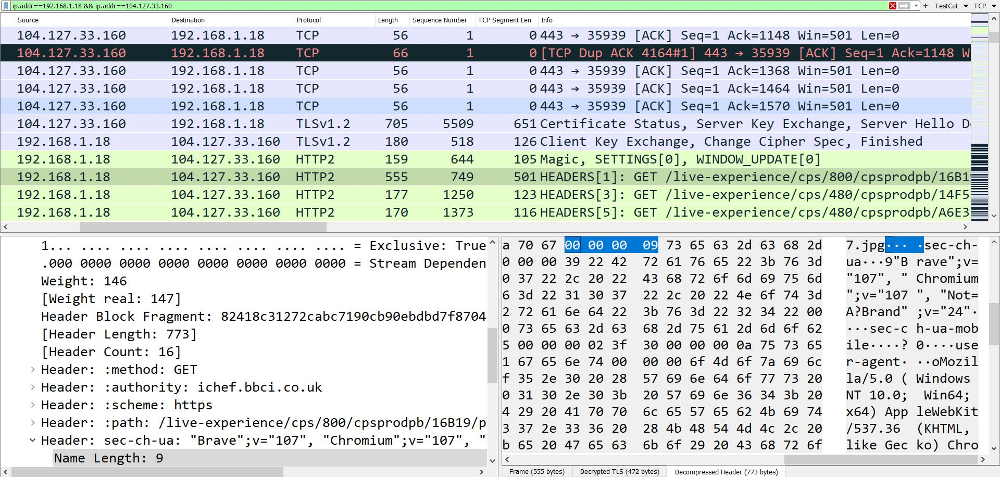 ip.addr==192.168.1.18 && ip.addr==104.127.33.160 + TestCat TCP
Source Destination Protocol Length Sequence Number TCP Segment Len Info
104.127.33.160 192.168.1.18 TCP 56 1 0 443 → 35939 [ACK] Seq=1 Ack=1148 Win=501 Len=0
104.127.33.160 192.168.1.18 TCP 66 1 0 [TCP Dup ACK 4164#1] 443 → 35939 [ACK] Seq=1 Ack=1148 W
104.127.33.160 192.168.1.18 TCP 56 1 0 443 → 35939 [ACK] Seq=1 Ack=1368 Win=501 Len=0
104.127.33.160 192.168.1.18 TCP 56 1 0 443 → 35939 [ACK] Seq=1 Ack=1464 Win=501 Len=0
104.127.33.160 192.168.1.18 TCP 56 1 0 443 → 35939 [ACK] Seq=1 Ack=1570 Win=501 Len=0
104.127.33.160 192.168.1.18 TLSv1.2 705 5509 651 Certificate Status, Server Key Exchange, Server Hello D
192.168.1.18 104.127.33.160 TLSv1.2 180 518 126 Client Key Exchange, Change Cipher Spec, Finished
192.168.1.18 104.127.33.160 HTTP2 159 644 105 Magic, SETTINGS[0], WINDOW_UPDATE[0]
192.168.1.18 104.127.33.160 HTTP2 555 749 501 HEADERS[1]: GET /live-experience/cps/800/cpsprodpb/16B1
192.168.1.18 104.127.33.160 HTTP2 177 1250 123 HEADERS[3]: GET /live-experience/cps/480/cpsprodpb/14F5
192.168.1.18 104.127.33.160 HTTP2 170 1373 116 HEADERS[5]: GET /live-experience/cps/480/cpsprodpb/A6E3
1... .... .... .... .... .... .... .... = Exclusive: True
.000 0000 0000 0000 0000 0000 0000 0000 = Stream Dependen
Weight: 146
[Weight real: 147]
Header Block Fragment: 82418c31272cabc7190cb90ebdbd7f8704
[Header Length: 773]
[Header Count: 16]
Header: :method: GET
Header: :authority: ichef.bbci.co.uk
Header: :scheme: https
Header: :path: /live-experience/cps/800/cpsprodpb/16B19/p
Header: sec-ch-ua: "Brave";v="107", "Chromium";v="107", "
Name Length: 9
a 70 67 00 00 00 09 73 65 63 2d 63 68 2d 7.jpg··· ·sec-ch-
0 00 00 39 22 42 72 61 76 65 22 3b 76 3d ua···9"B rave";v=
0 37 22 2c 20 22 43 68 72 6f 6d 69 75 6d "107", " Chromium
6 3d 22 31 30 37 22 2c 20 22 4e 6f 74 3d ";v="107 ", "Not=
2 72 61 6e 64 22 3b 76 3d 22 32 34 22 00 A?Brand" ;v="24"·
0 73 65 63 2d 63 68 2d 75 61 2d 6d 6f 62 ···sec-c h-ua-mob
5 00 00 00 02 3f 30 00 00 00 0a 75 73 65 ile····? 0····use
1 67 65 6e 74 00 00 00 6f 4d 6f 7a 69 6c r-agent· ··oMozil
f 35 2e 30 20 28 57 69 6e 64 6f 77 73 20 la/5.0 ( Windows
0 31 30 2e 30 3b 20 57 69 6e 36 34 3b 20 NT 10.0; Win64;
4 29 20 41 70 70 6c 65 57 65 62 4b 69 74 x64) App leWebKit
3 37 2e 33 36 20 28 4b 48 54 4d 4c 2c 20 /537.36 (KHTML,
b 65 20 47 65 63 6b 6f 29 20 43 68 72 6f like Gec ko) Chro
Frame (555 bytes) Decrypted TLS (472 bytes) Decompressed Header (773 bytes)